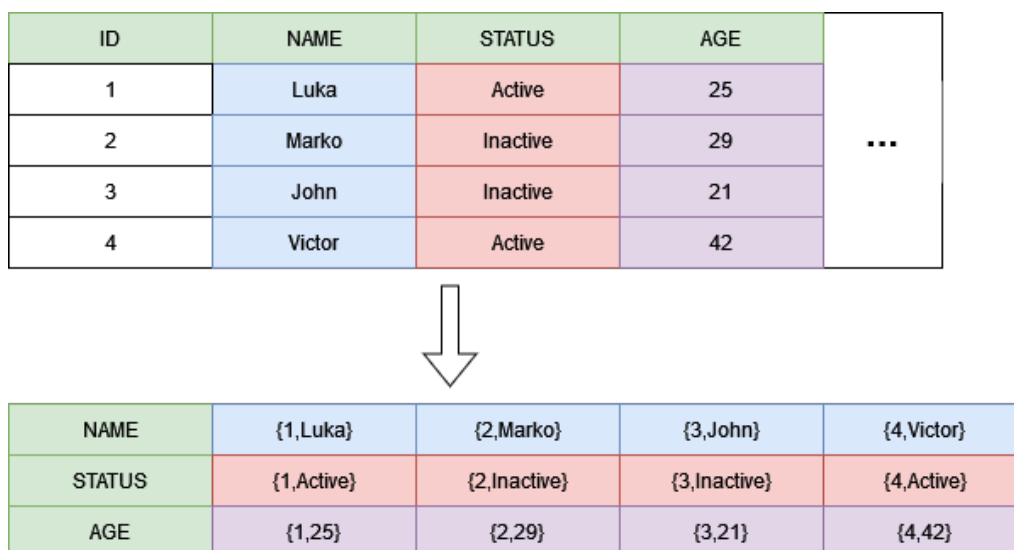 ID NAME STATUS AGE
1 Luka Active 25
2 Marko Inactive 29 ...
3 John Inactive 21
4 Victor Active 42
NAME {1,Luka} {2,Marko} {3,John} {4,Victor}
STATUS {1,Active} {2,Inactive} {3,Inactive} {4,Active}
AGE {1,25} {2,29} {3,21} {4,42}